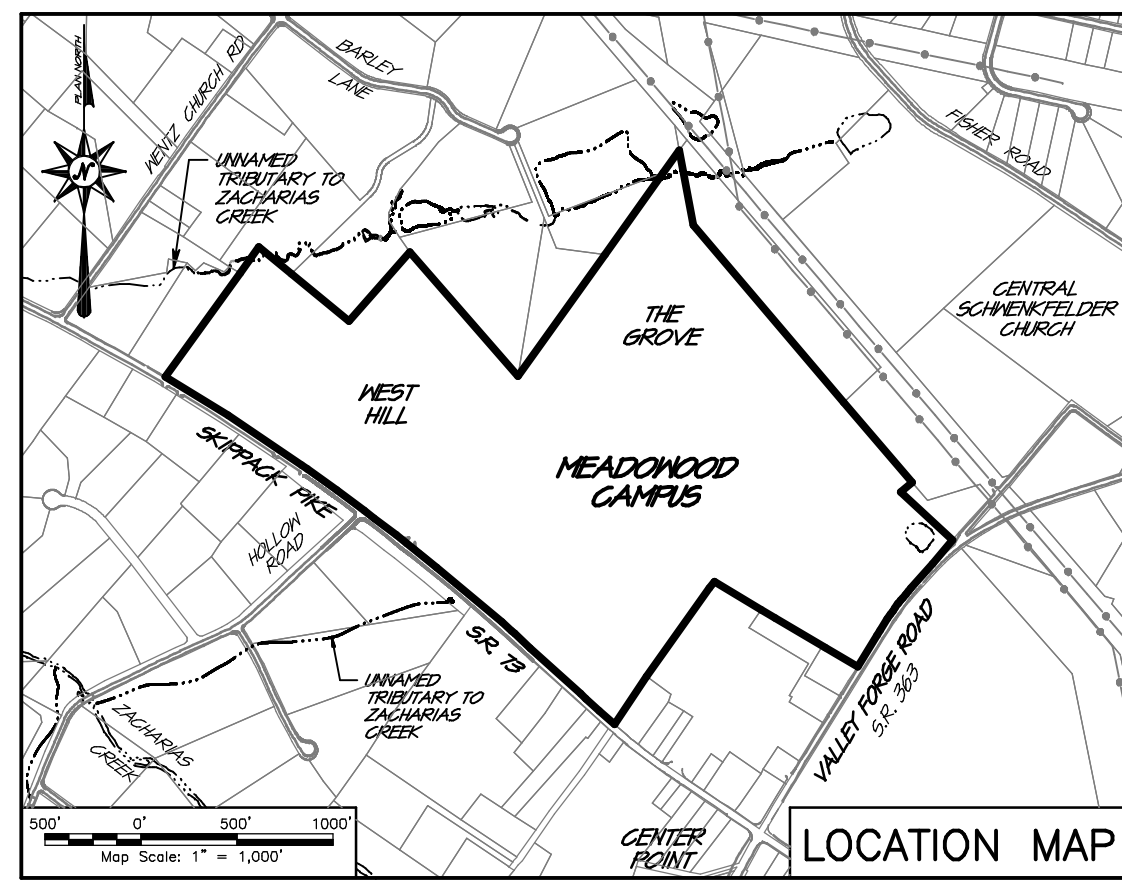 PLAN NORTH
N
WENTZ CHURCH RD
BARLEY
LANE
UNNAMED
TRIBUTARY TO
ZACHARIAS
CREEK
FISHER ROAD
CENTRAL
SCHWENKFELDER
CHURCH
THE
GROVE
WEST
HILL
MEADOWOOD
CAMPUS
SKIPPACK PIKE
HOLLOW
ROAD
S.R. 73
UNNAMED
TRIBUTARY TO
ZACHARIAS
CREEK
ZACHARIAS
CREEK
VALLEY FORGE ROAD
S.R. 363
CENTER
POINT
500' 0' 500' 1000'
Map Scale: 1" = 1,000'
LOCATION MAP